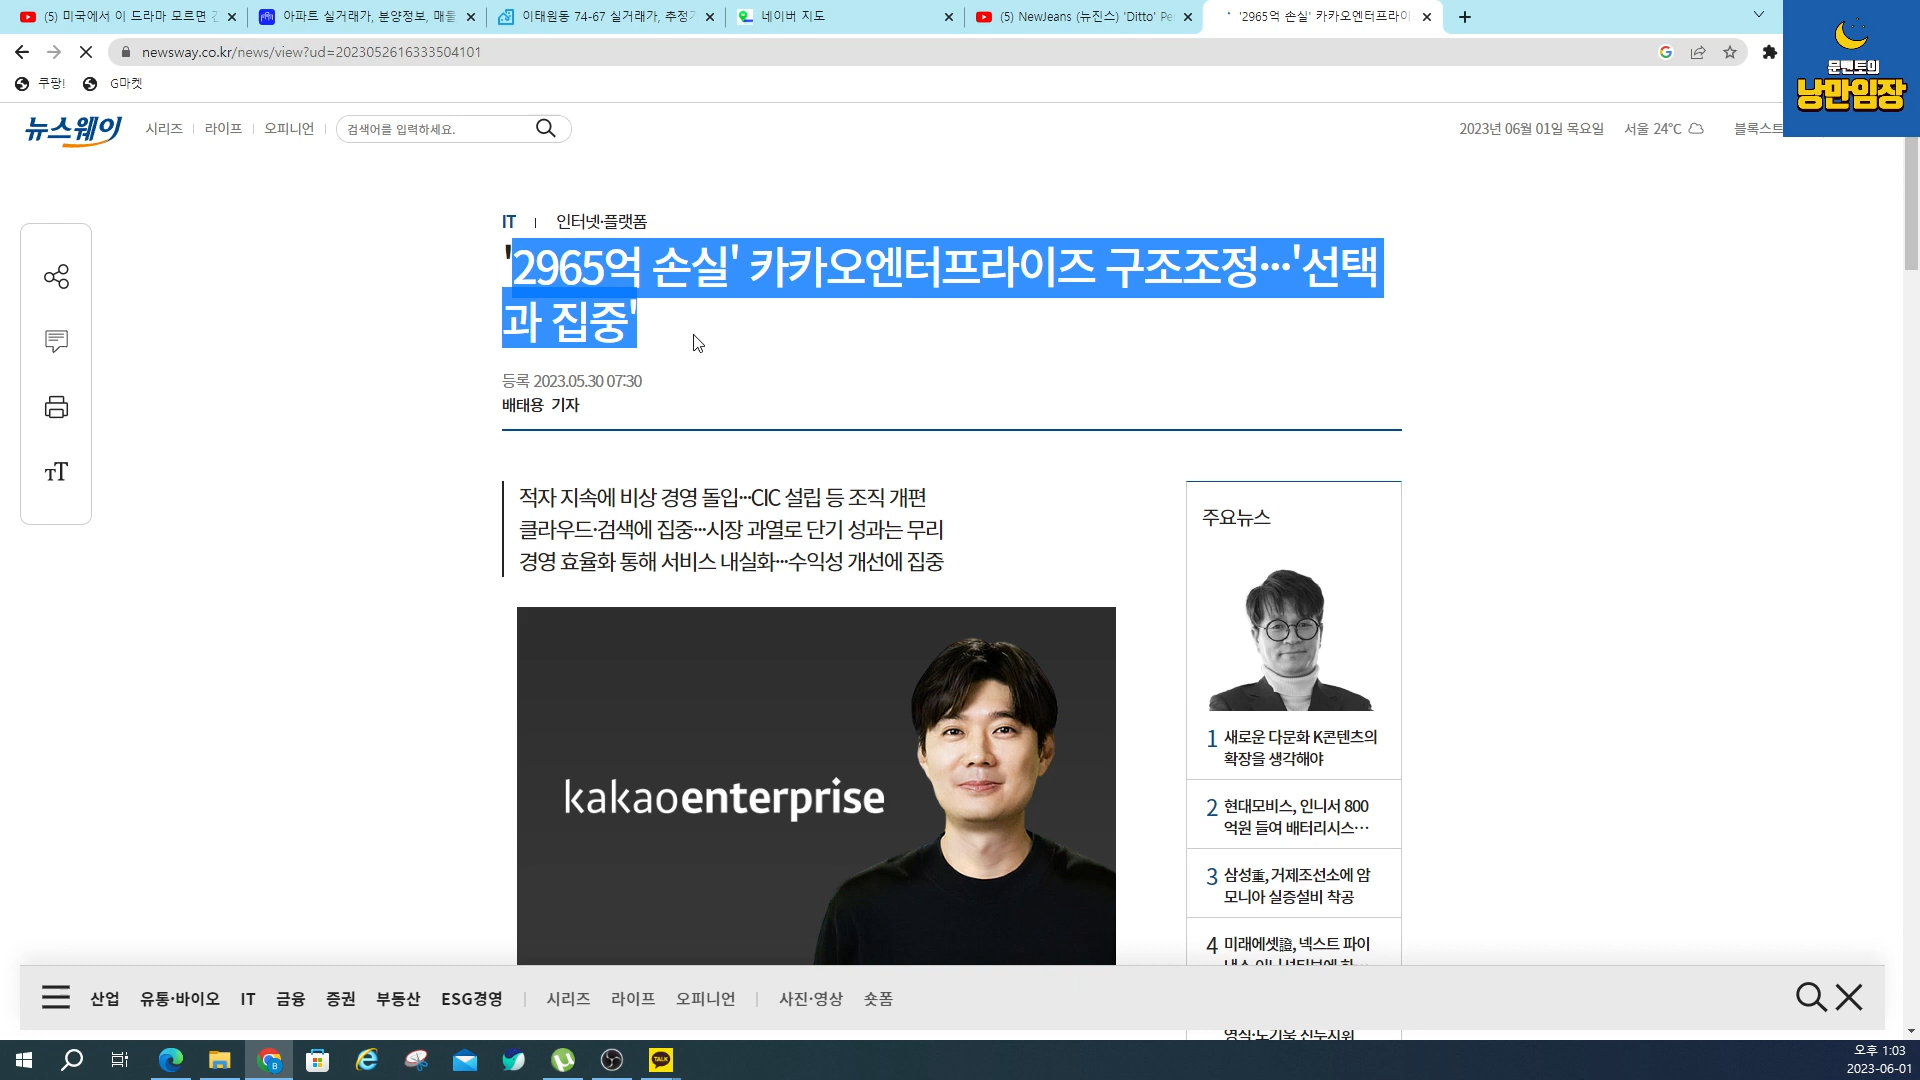 (5) 미국에서 이 드라마 모르면
아파트 실거래가, 분양정보, 매물
이태원동 74-67 실거래가, 추정가
네이버 지도
(5) NewJeans (뉴진스) 'Ditto' Pe
'2965억 손실' 카카오엔터프라이
newsway.co.kr/news/view?ud=2023052616333504101
쿠팡! G마켓
문멘토의
낭만임장
뉴스웨이 시리즈 라이프 오피니언 검색어를 입력하세요. 2023년 06월 01일 목요일 서울 24℃ 블록스트
IT 인터넷·플랫폼
'2965억 손실' 카카오엔터프라이즈 구조조정…'선택
과 집중'
등록 2023.05.30 07:30
배태용 기자
적자 지속에 비상 경영 돌입…CIC 설립 등 조직 개편
클라우드·검색에 집중…시장 과열로 단기 성과는 무리
경영 효율화 통해 서비스 내실화…수익성 개선에 집중
kakaoenterprise
주요뉴스
1 새로운 다문화 K콘텐츠의
확장을 생각해야
2 현대모비스, 인니서 800
억원 들여 배터리시스…
3 삼성重, 거제조선소에 암
모니아 실증설비 착공
4 미래에셋證, 넥스트 파이
산업 유통·바이오 IT 금융 증권 부동산 ESG경영 시리즈 라이프 오피니언 사진·영상 숏폼
TALK
오후 1:03
2023-06-01